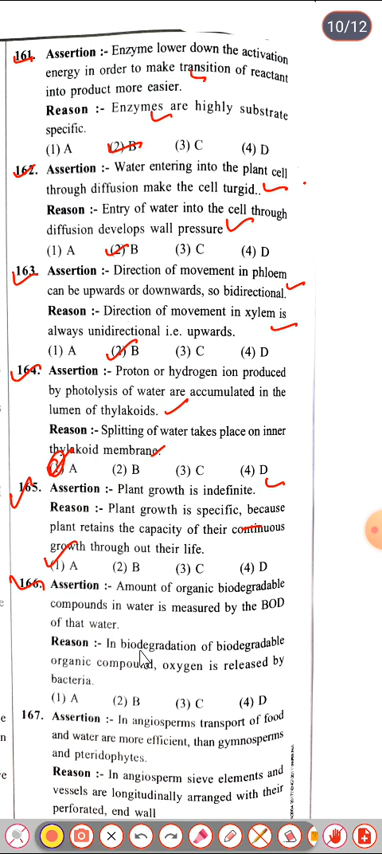 10/12
161. Assertion :- Enzyme lower down the activation
energy in order to make transition of reactant
into product more easier.
Reason :- Enzymes are highly substrate
specific.
(1) A (2) B (3) C (4) D
162. Assertion :- Water entering into the plant cell
through diffusion make the cell turgid..
Reason :- Entry of water into the cell through
diffusion develops wall pressure
(1) A (2) B (3) C (4) D
163. Assertion :- Direction of movement in phloem
can be upwards or downwards, so bidirectional.
Reason :- Direction of movement in xylem is
always unidirectional i.e. upwards.
(1) A (2) B (3) C (4) D
164. Assertion :- Proton or hydrogen ion produced
by photolysis of water are accumulated in the
lumen of thylakoids.
Reason :- Splitting of water takes place on inner
thylakoid membrane.
(1) A (2) B (3) C (4) D
165. Assertion :- Plant growth is indefinite.
Reason :- Plant growth is specific, because
plant retains the capacity of their continuous
growth through out their life.
(1) A (2) B (3) C (4) D
166. Assertion :- Amount of organic biodegradable
compounds in water is measured by the BOD
of that water.
Reason :- In biodegradation of biodegradable
organic compound, oxygen is released by
bacteria.
(1) A (2) B (3) C (4) D
167. Assertion :- In angiosperms transport of food
and water are more efficient, than gymnosperms
and pteridophytes.
Reason :- In angiosperm sieve elements and
vessels are longitudinally arranged with their
perforated, end wall